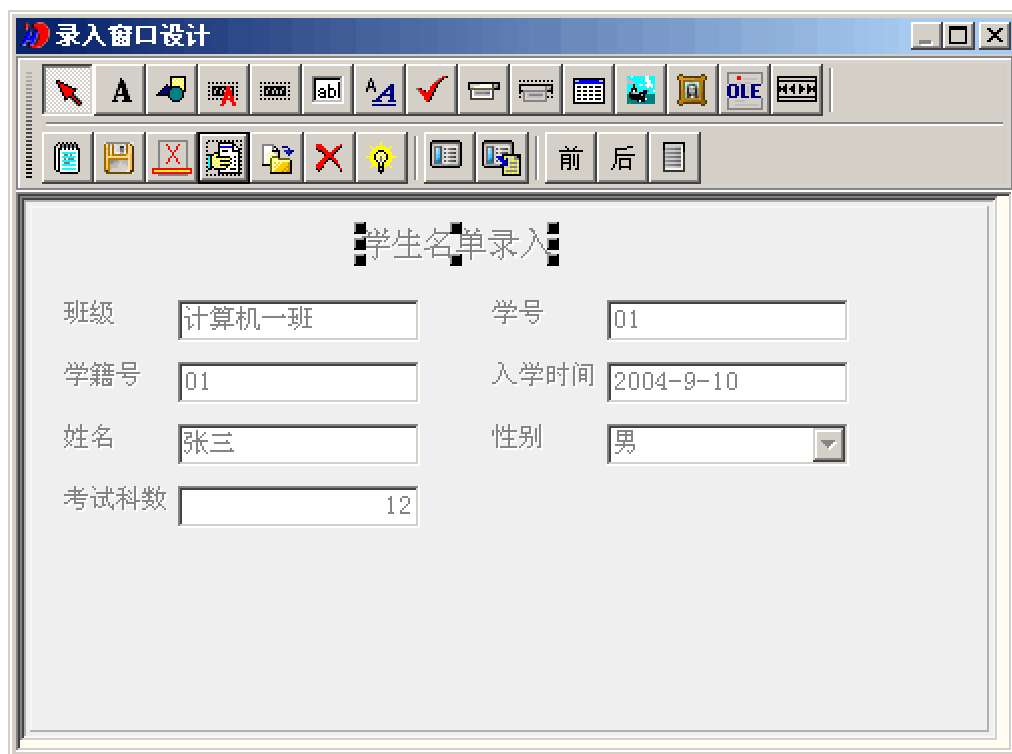 录入窗口设计
A A abl A A OLE
X 前 后
学生名单录入
班级 计算机一班 学号 01
学籍号 01 入学时间 2004-9-10
姓名 张三 性别 男
考试科数 12